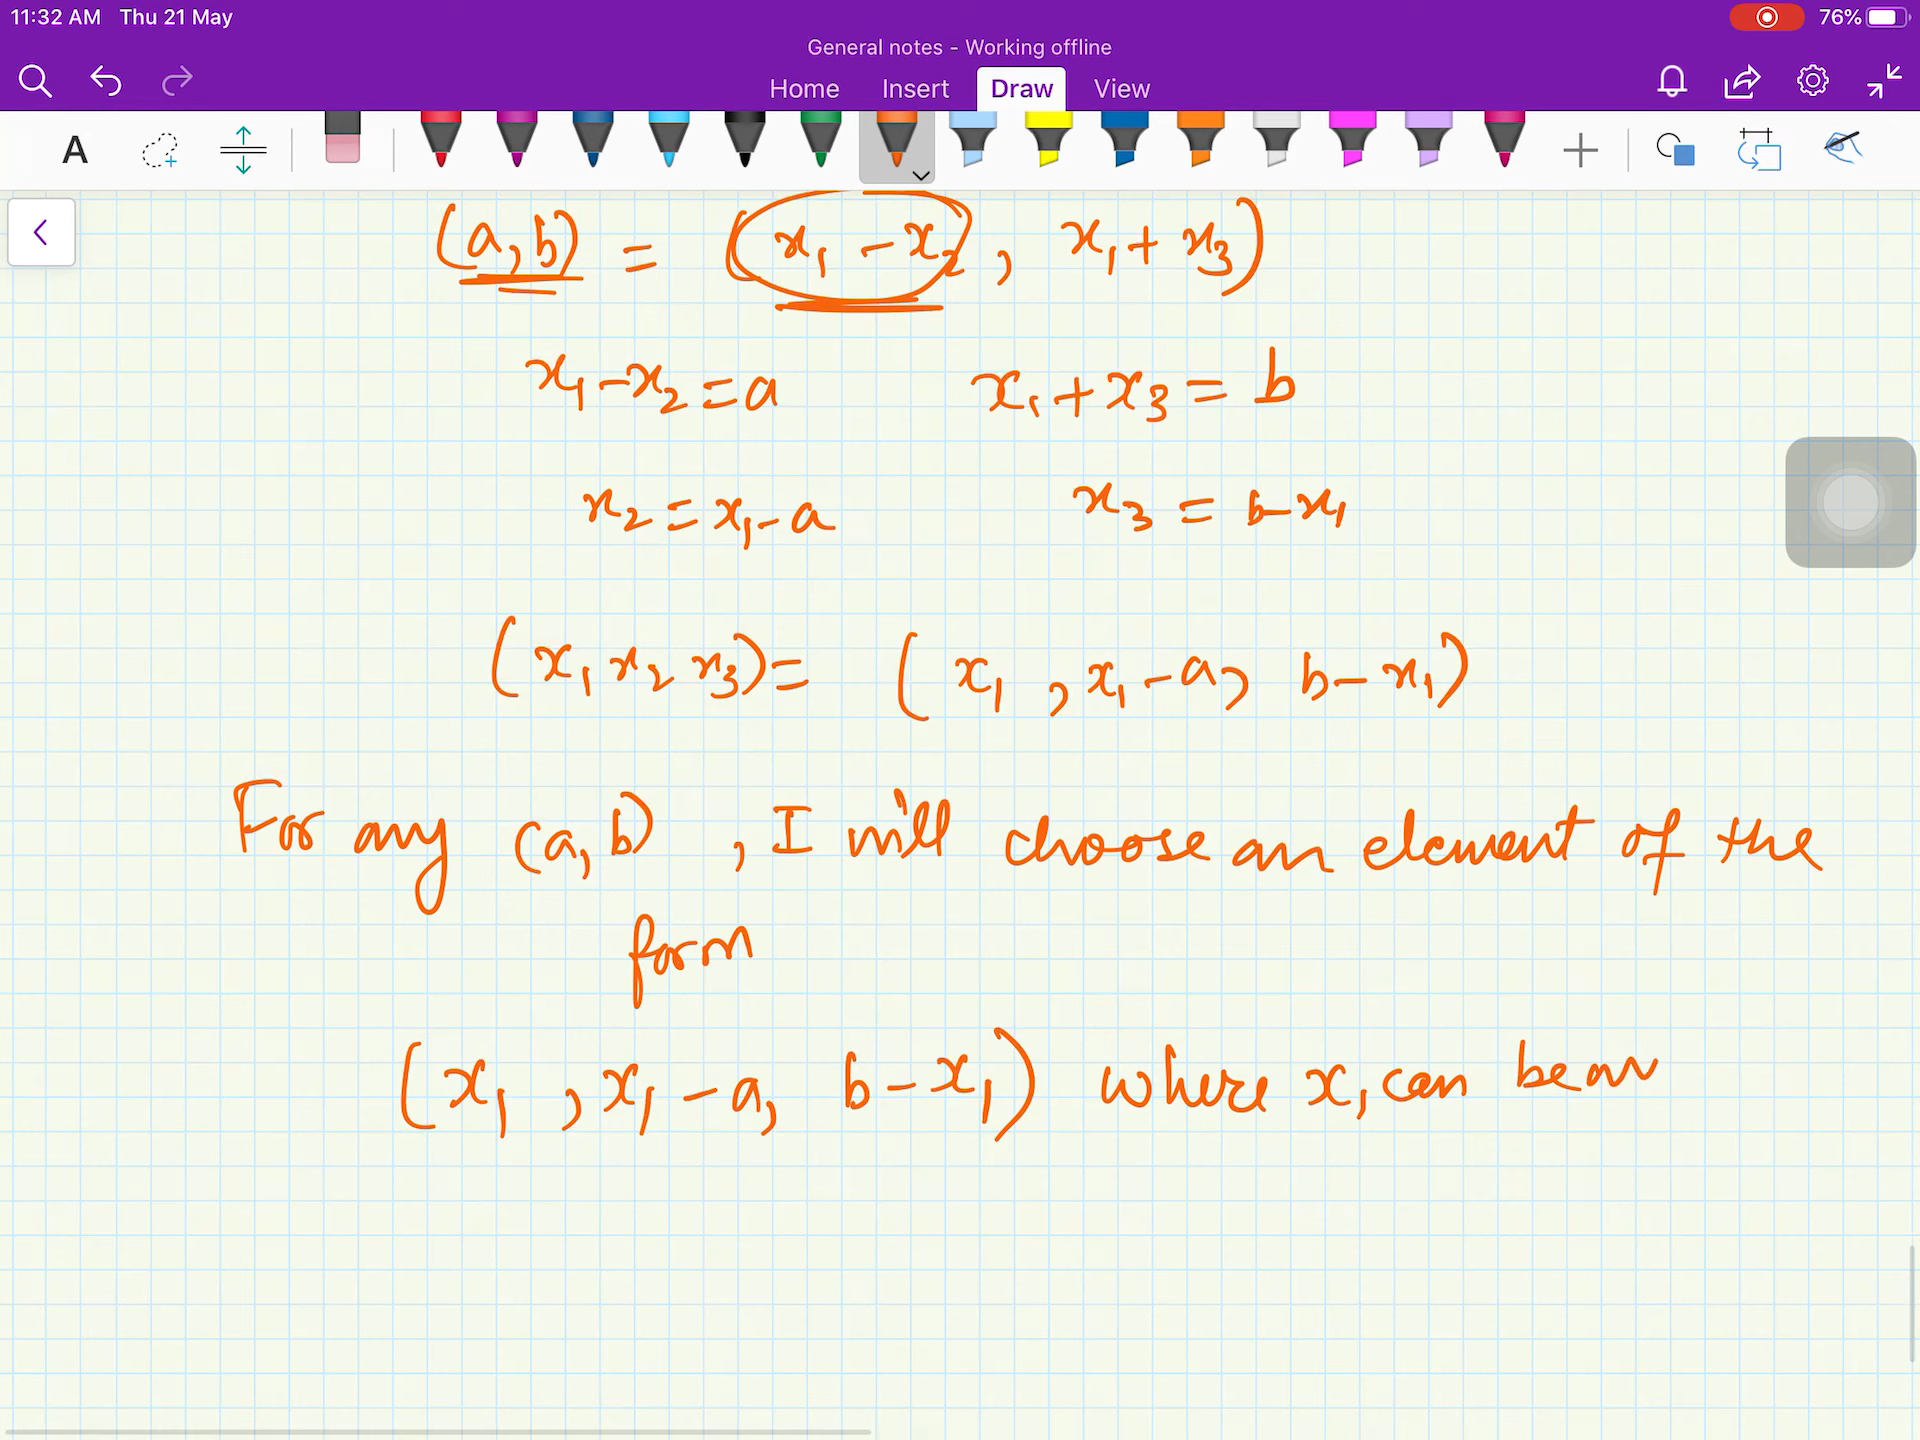 11:32 AM Thu 21 May 76%
General notes - Working offline
Home Insert Draw View
A
(a,b) = (x₁ - x₂, x₁ + x₃)
x₁ - x₂ = a x₁ + x₃ = b
x₂ = x₁ - a x₃ = b - x₁
(x₁ x₂ x₃) = (x₁, x₁ - a, b - x₁)
For any (a,b), I will choose an element of the
form
(x₁, x₁ - a, b - x₁) where x₁ can be an